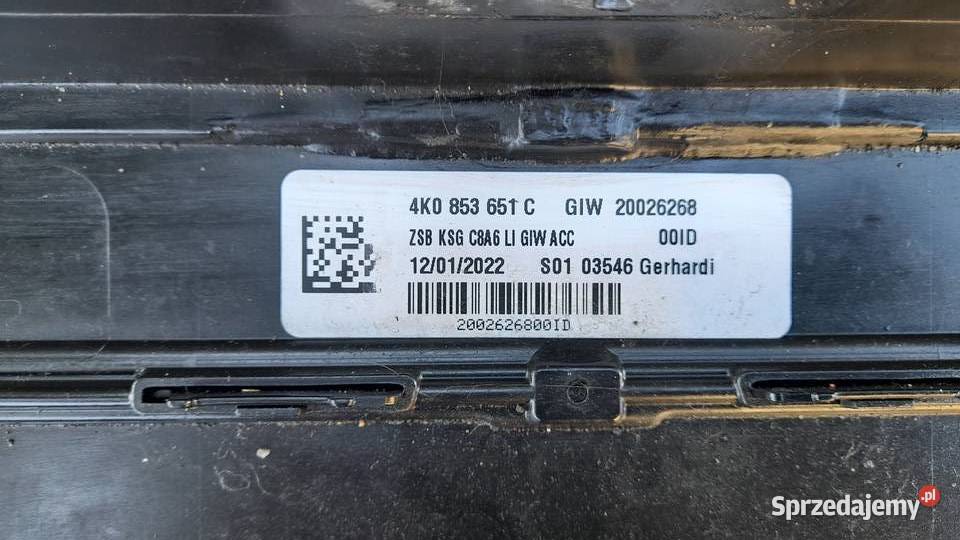 4K0 853 651 C GIW 20026268
ZSB KSG C8A6 LI GIW ACC 00ID
12/01/2022 S01 03546 Gerhardi
2002626800ID
Sprzedajemy.pl